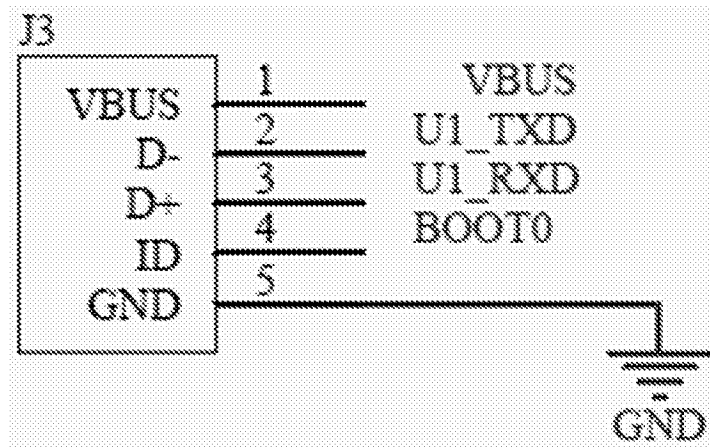 J3
VBUS 1 VBUS
D- 2 U1_TXD
D+ 3 U1_RXD
ID 4 BOOT0
GND 5
GND